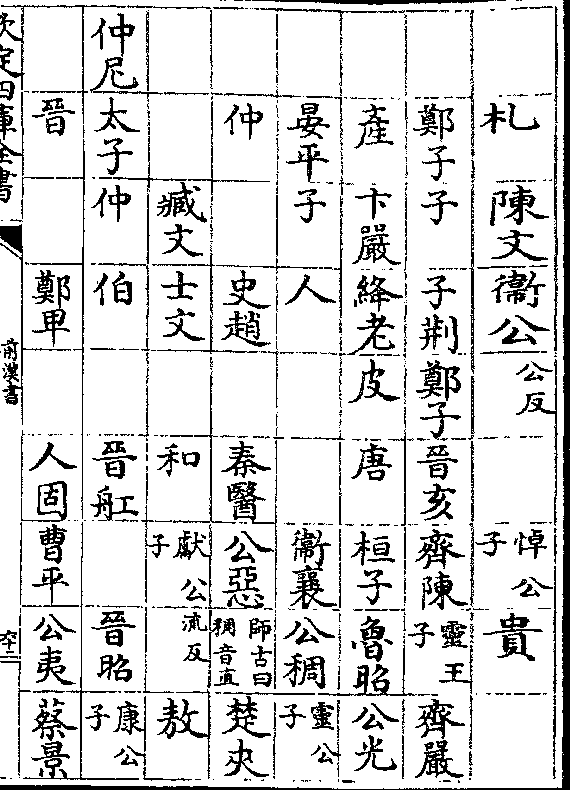 札陳文衞公公反悼公子貴
鄭子子子荆鄭子晉亥齊陳靈王子齊嚴
產卞嚴絳老皮唐桓子魯昭公光
晏平子人衞襄公稠靈公子
仲史趙秦醫公惡師古曰稠音直楚夾
臧文士文和獻公子流反敖
仲尼太子仲伯晉舡晉昭康公子
晉鄭卑人固曹平公夷蔡景
欽定四庫全書
前漢書